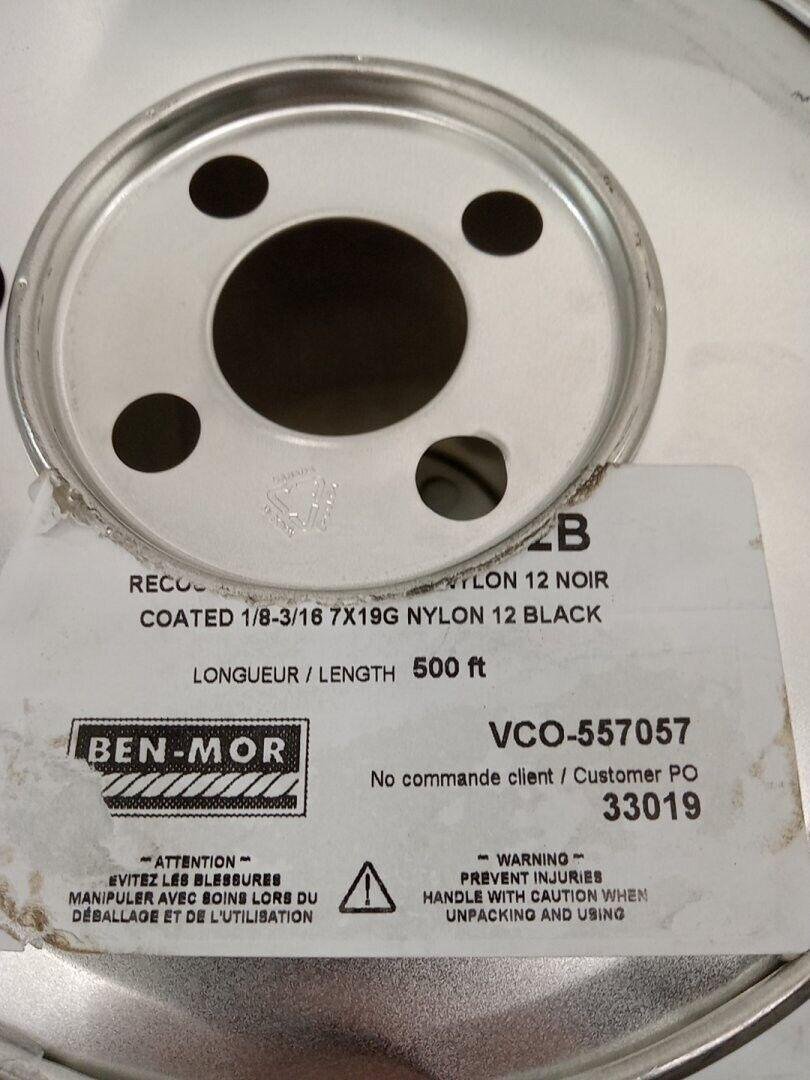 2B
NYLON 12 NOIR
COATED 1/8-3/16 7X19G NYLON 12 BLACK
LONGUEUR / LENGTH 500 ft
BEN-MOR
VCO-557057
No commande client / Customer PO
33019
~ ATTENTION ~
EVITEZ LES BLESSURES
MANIPULER AVEC SOINS LORS DU
DÉBALLAGE ET DE L'UTILISATION
~ WARNING ~
PREVENT INJURIES
HANDLE WITH CAUTION WHEN
UNPACKING AND USING